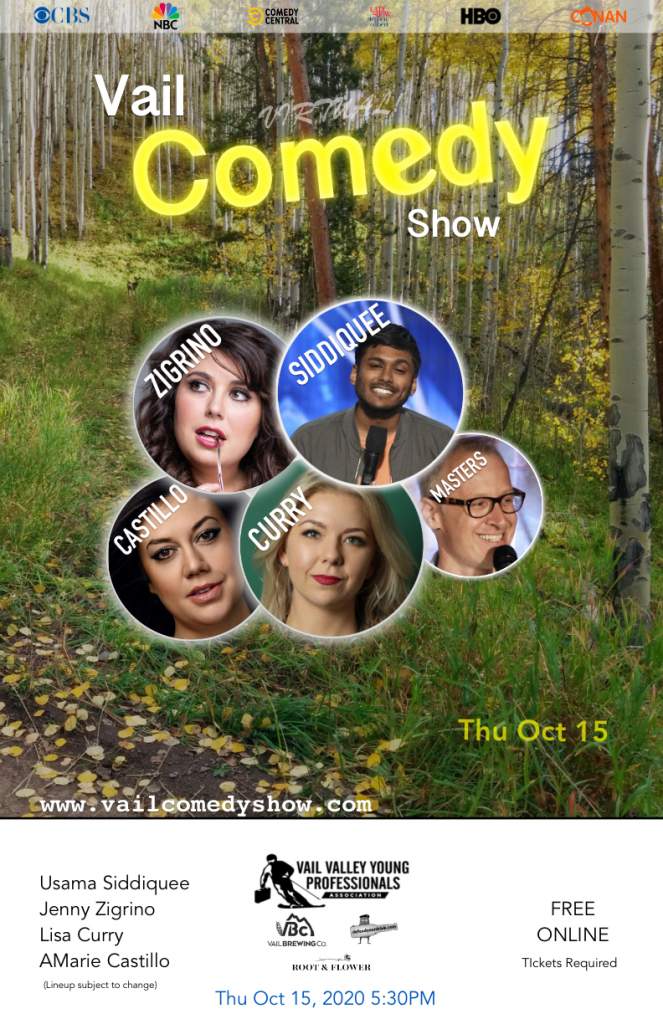 CBS
NBC
COMEDY
CENTRAL
HBO
CONAN
Vail
VIRTUAL!
Comedy
Show
ZIGRINO
SIDDIQUEE
CASTILLO
CURRY
MASTERS
Thu Oct 15
www.vailcomedyshow.com
Usama Siddiquee
Jenny Zigrino
Lisa Curry
AMarie Castillo
(Lineup subject to change)
VAIL VALLEY YOUNG
PROFESSIONALS
ASSOCIATION
VBC
VAIL BREWING CO.
ROOT & FLOWER
FREE
ONLINE
TIckets Required
Thu Oct 15, 2020 5:30PM